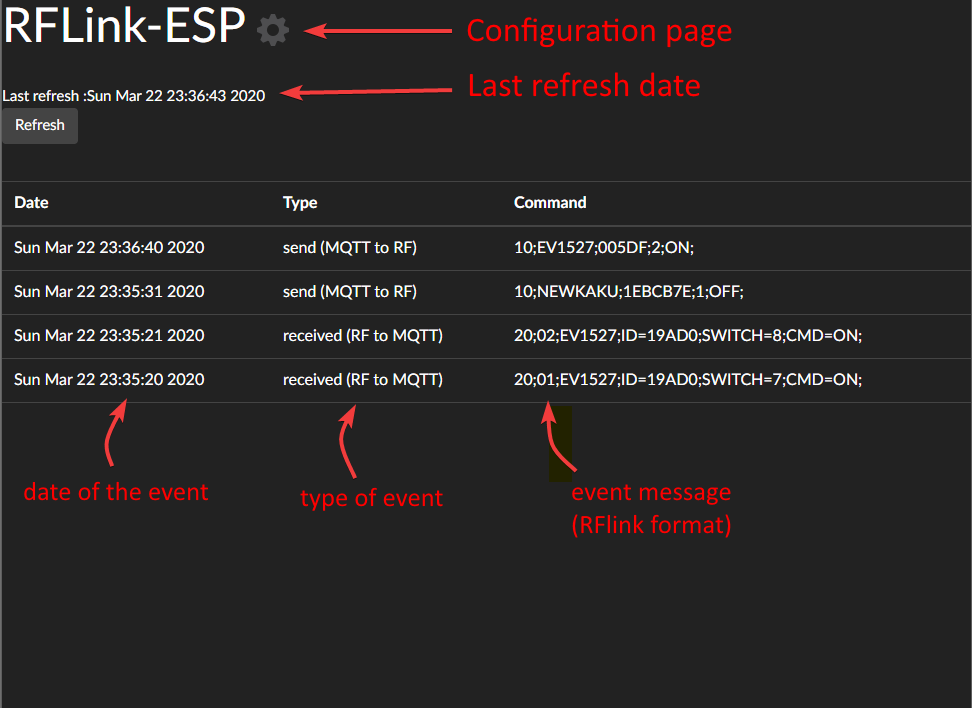 RFLink-ESP
Configuration page
Last refresh :Sun Mar 22 23:36:43 2020
Last refresh date
Refresh
Date Type Command
Sun Mar 22 23:36:40 2020 send (MQTT to RF) 10;EV1527;005DF;2;ON;
Sun Mar 22 23:35:31 2020 send (MQTT to RF) 10;NEWKAKU;1EBCB7E;1;OFF;
Sun Mar 22 23:35:21 2020 received (RF to MQTT) 20;02;EV1527;ID=19AD0;SWITCH=8;CMD=ON;
Sun Mar 22 23:35:20 2020 received (RF to MQTT) 20;01;EV1527;ID=19AD0;SWITCH=7;CMD=ON;
date of the event
type of event
event message
(RFlink format)